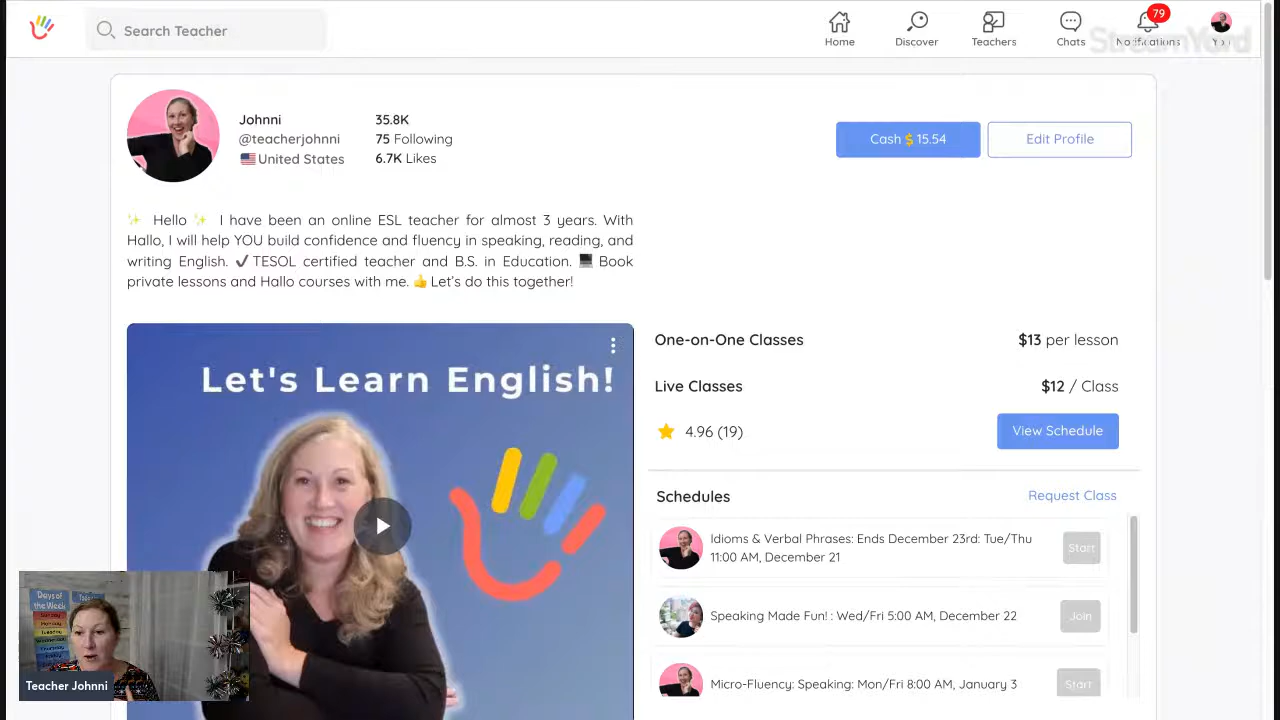 Search Teacher
Home
Discover
Teachers
Chats
79
Notifications
StreamYard
Johnni
@teacherjohnni
United States
35.8K
75 Following
6.7K Likes
Cash $ 15.54
Edit Profile
✨ Hello ✨ I have been an online ESL teacher for almost 3 years. With
Hallo, I will help YOU build confidence and fluency in speaking, reading, and
writing English. ✔ TESOL certified teacher and B.S. in Education. 💻 Book
private lessons and Hallo courses with me. 👍 Let's do this together!
Let's Learn English!
One-on-One Classes
$13 per lesson
Live Classes
$12 / Class
4.96 (19)
View Schedule
Schedules
Request Class
Idioms & Verbal Phrases: Ends December 23rd: Tue/Thu
11:00 AM, December 21
Start
Speaking Made Fun! : Wed/Fri 5:00 AM, December 22
Join
Micro-Fluency: Speaking: Mon/Fri 8:00 AM, January 3
Start
Days of
the Week
Teacher Johnni